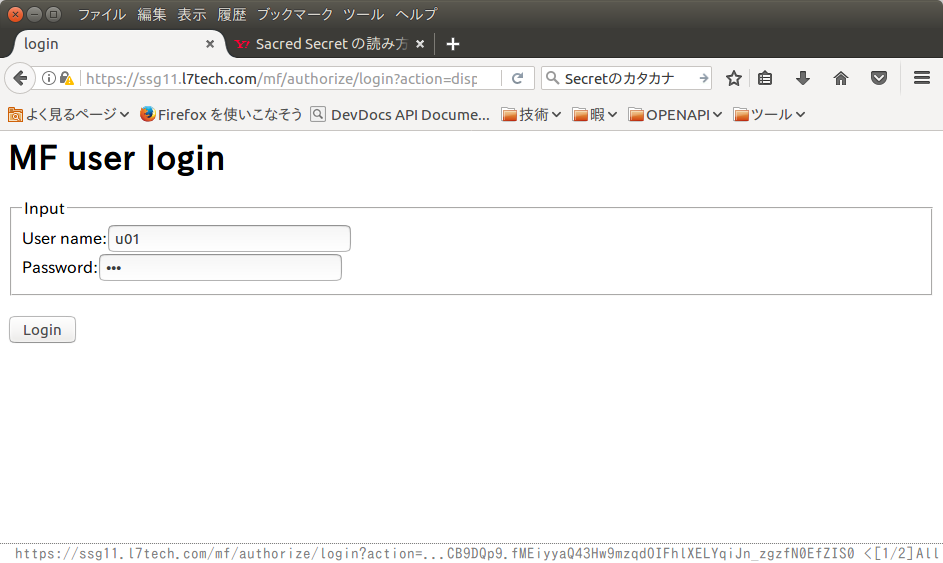 ファイル 編集 表示 履歴 ブックマーク ツール ヘルプ
login
Sacred Secret の読み方
https://ssg11.l7tech.com/mf/authorize/login?action=disp
Secretのカタカナ
よく見るページ Firefox を使いこなそう DevDocs API Docume... 技術 暇 OPENAPI ツール
MF user login
Input
User name: u01
Password: •••
Login
https://ssg11.l7tech.com/mf/authorize/login?action=...CB9DQp9.fMEiyyaQ43Hw9mzqdOIFhlXELYqiJn_zgzfN0EfZIS0 <[1/2]All